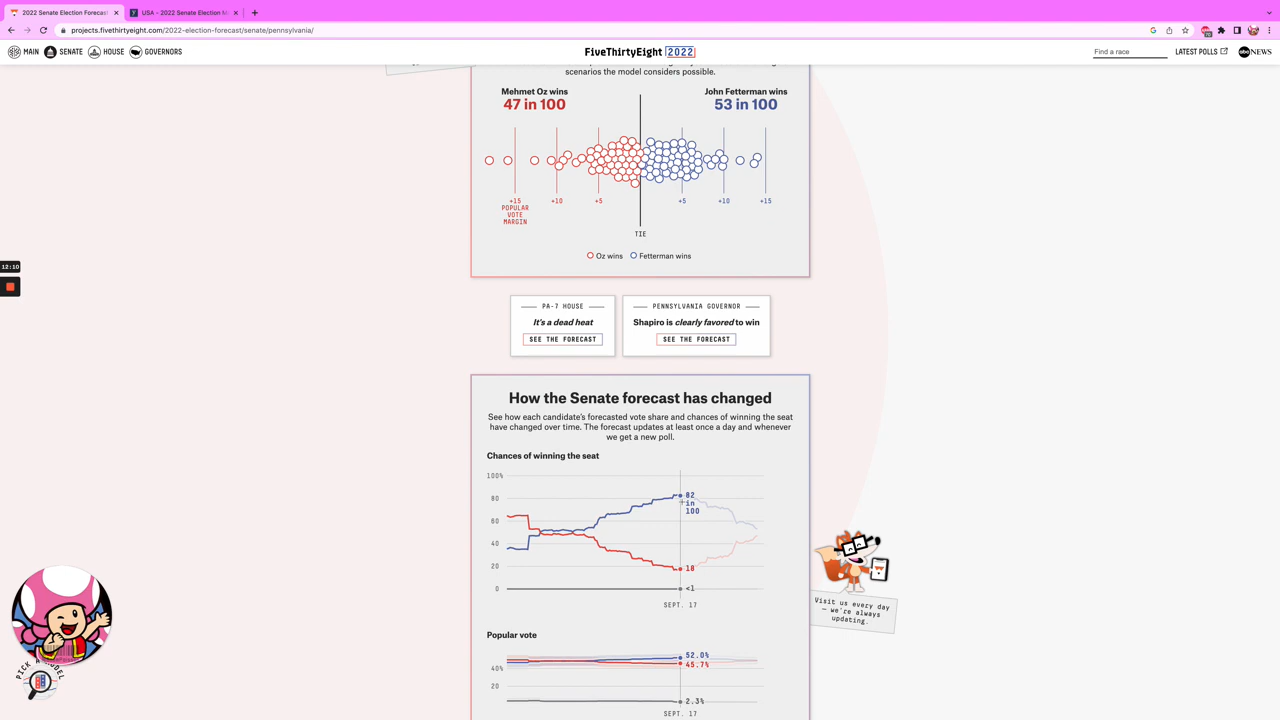 2022 Senate Election Forecast
USA - 2022 Senate Election M
projects.fivethirtyeight.com/2022-election-forecast/senate/pennsylvania/
MAIN SENATE HOUSE GOVERNORS
FiveThirtyEight 2022
Find a race
LATEST POLLS
abc NEWS
scenarios the model considers possible.
Mehmet Oz wins
47 in 100
John Fetterman wins
53 in 100
+15 +10 +5 +5 +10 +15
POPULAR
VOTE
MARGIN
TIE
Oz wins Fetterman wins
12:10
PA-7 HOUSE
It's a dead heat
SEE THE FORECAST
PENNSYLVANIA GOVERNOR
Shapiro is clearly favored to win
SEE THE FORECAST
How the Senate forecast has changed
See how each candidate's forecasted vote share and chances of winning the seat
have changed over time. The forecast updates at least once a day and whenever
we get a new poll.
Chances of winning the seat
100%
80
60
40
20
0
82
in
100
18
<1
SEPT. 17
Visit us every day
— we're always
updating.
Popular vote
40%
20
52.0%
45.7%
2.3%
SEPT. 17